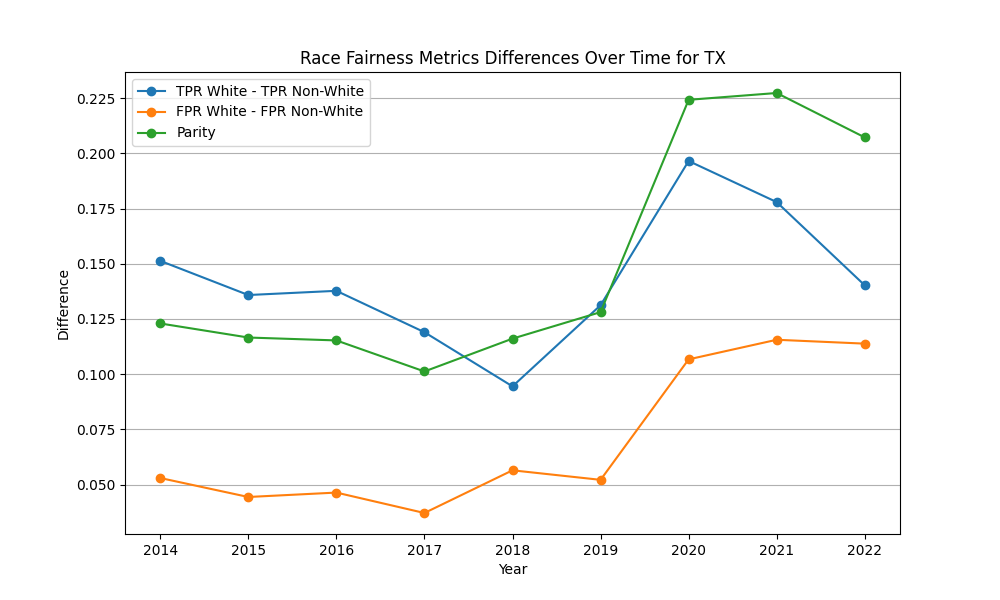 Race Fairness Metrics Differences Over Time for TX
TPR White - TPR Non-White
FPR White - FPR Non-White
Parity
0.225
0.200
0.175
0.150
0.125
0.100
0.075
0.050
Difference
2014 2015 2016 2017 2018 2019 2020 2021 2022
Year